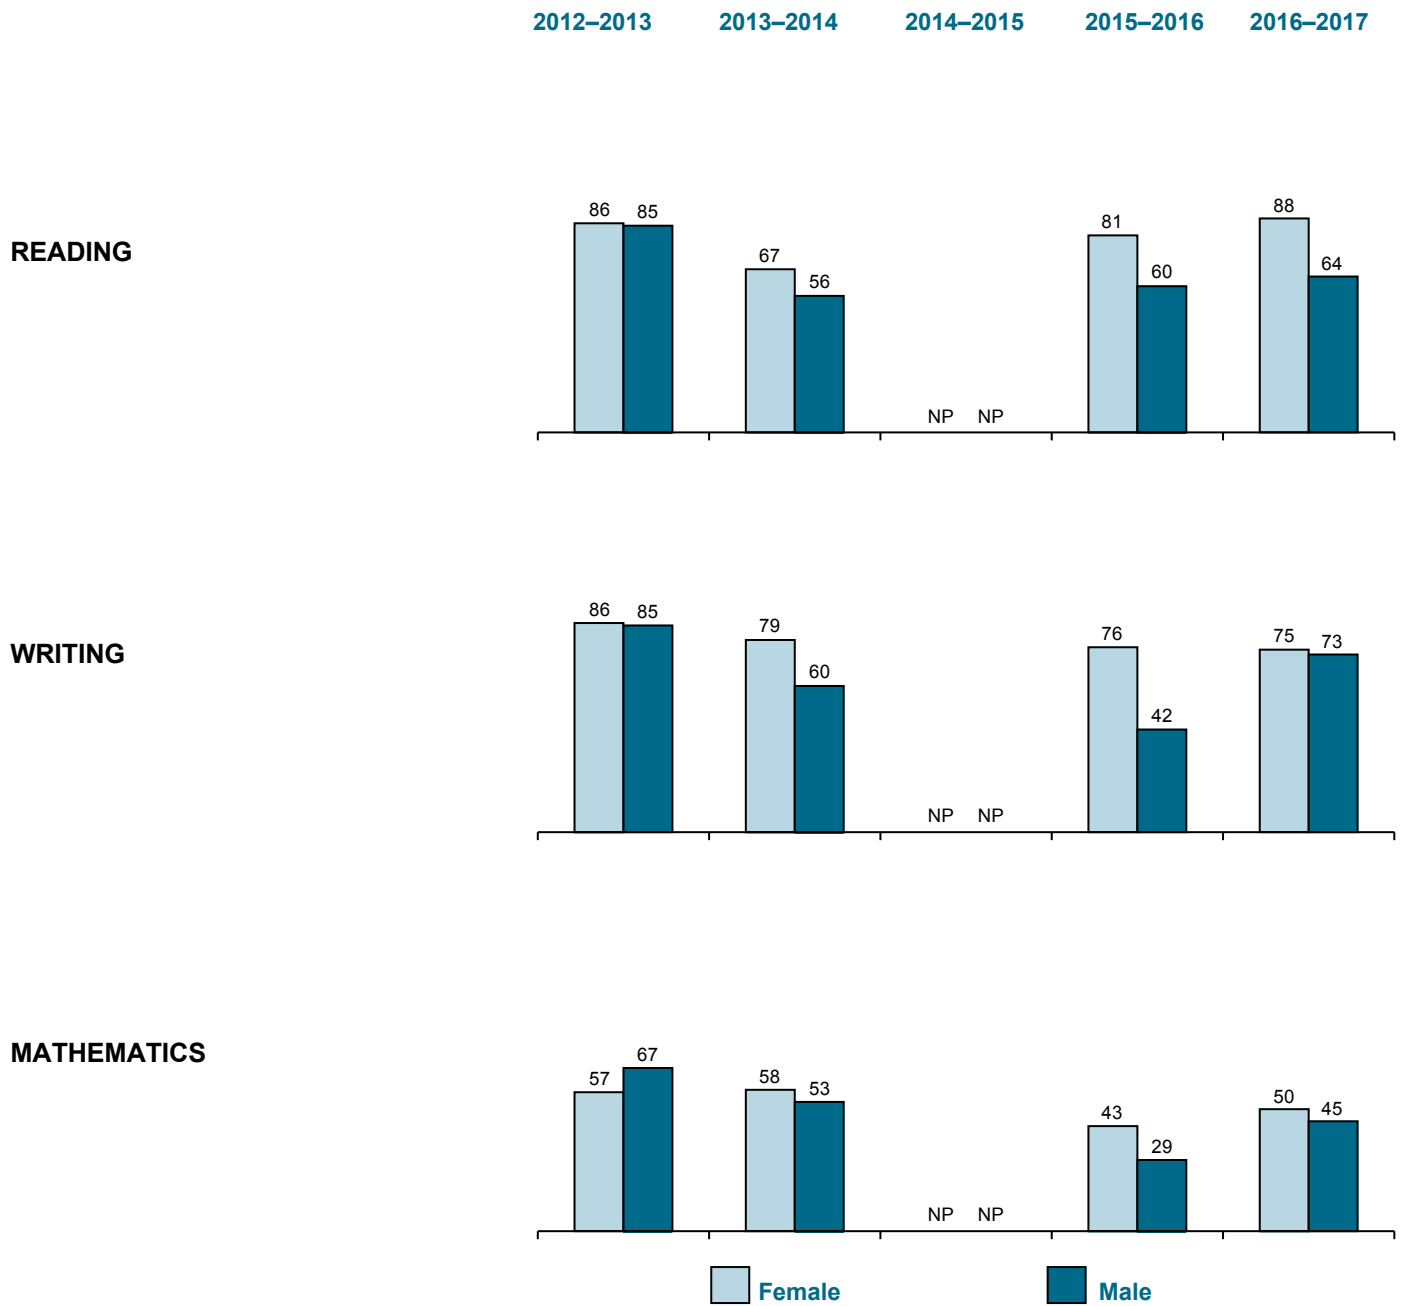 2012–2013 2013–2014 2014–2015 2015–2016 2016–2017
READING
86 85 67 56 NP NP 81 60 88 64
WRITING
86 85 79 60 NP NP 76 42 75 73
MATHEMATICS
57 67 58 53 NP NP 43 29 50 45
Female Male